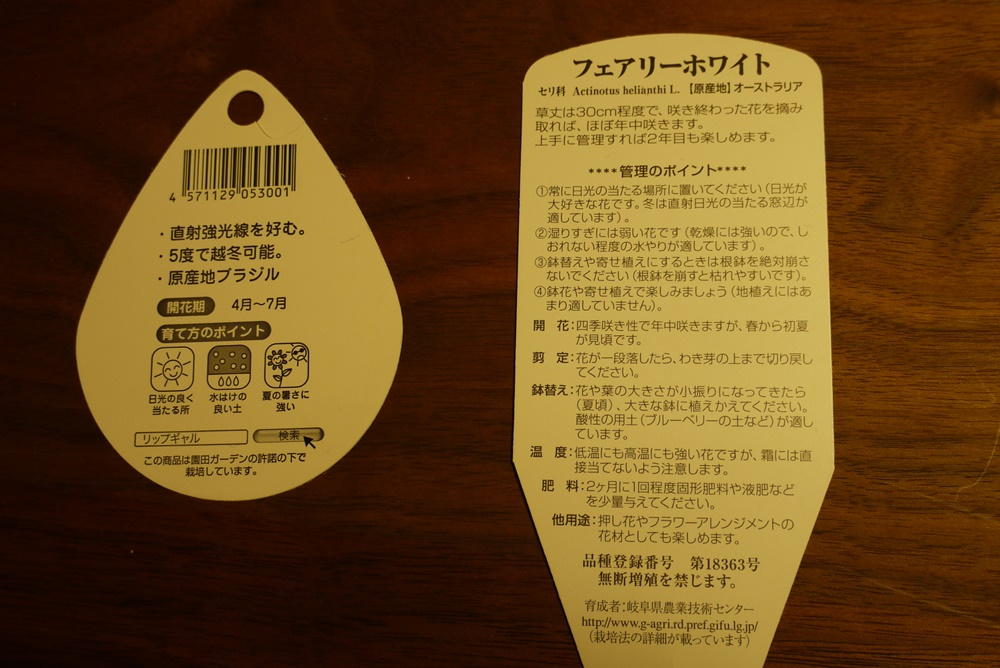 4 571129 053001
・直射強光線を好む。
・5度で越冬可能。
・原産地ブラジル
開花期 4月～7月
育て方のポイント
日光の良く
当たる所
水はけの
良い土
夏の暑さに
強い
リップギャル 検索
この商品は園田ガーデンの許諾の下で
栽培しています。
フェアリーホワイト
セリ科 Actinotus helianthi L. 【原産地】オーストラリア
草丈は30cm程度で、咲き終わった花を摘み
取れば、ほぼ年中咲きます。
上手に管理すれば2年目も楽しめます。
****管理のポイント****
①常に日光の当たる場所に置いてください（日光が
大好きな花です。冬は直射日光の当たる窓辺が
適しています）。
②湿りすぎには弱い花です（乾燥には強いので、し
おれない程度の水やりが適しています）。
③鉢替えや寄せ植えにするときは根鉢を絶対崩さ
ないでください（根鉢を崩すと枯れやすいです）。
④鉢花や寄せ植えで楽しみましょう（地植えにはあ
まり適していません）。
開 花：四季咲き性で年中咲きますが、春から初夏
が見頃です。
剪 定：花が一段落したら、わき芽の上まで切り戻し
てください。
鉢替え：花や葉の大きさが小振りになってきたら
（夏頃）、大きな鉢に植えかえてください。
酸性の用土（ブルーベリーの土など）が適し
ています。
温 度：低温にも高温にも強い花ですが、霜には直
接当てないよう注意します。
肥 料：2ヶ月に1回程度固形肥料や液肥など
を少量与えてください。
他用途：押し花やフラワーアレンジメントの
花材としても楽しめます。
品種登録番号 第18363号
無断増殖を禁じます。
育成者：岐阜県農業技術センター
http://www.g-agri.rd.pref.gifu.lg.jp/
（栽培法の詳細が載っています）